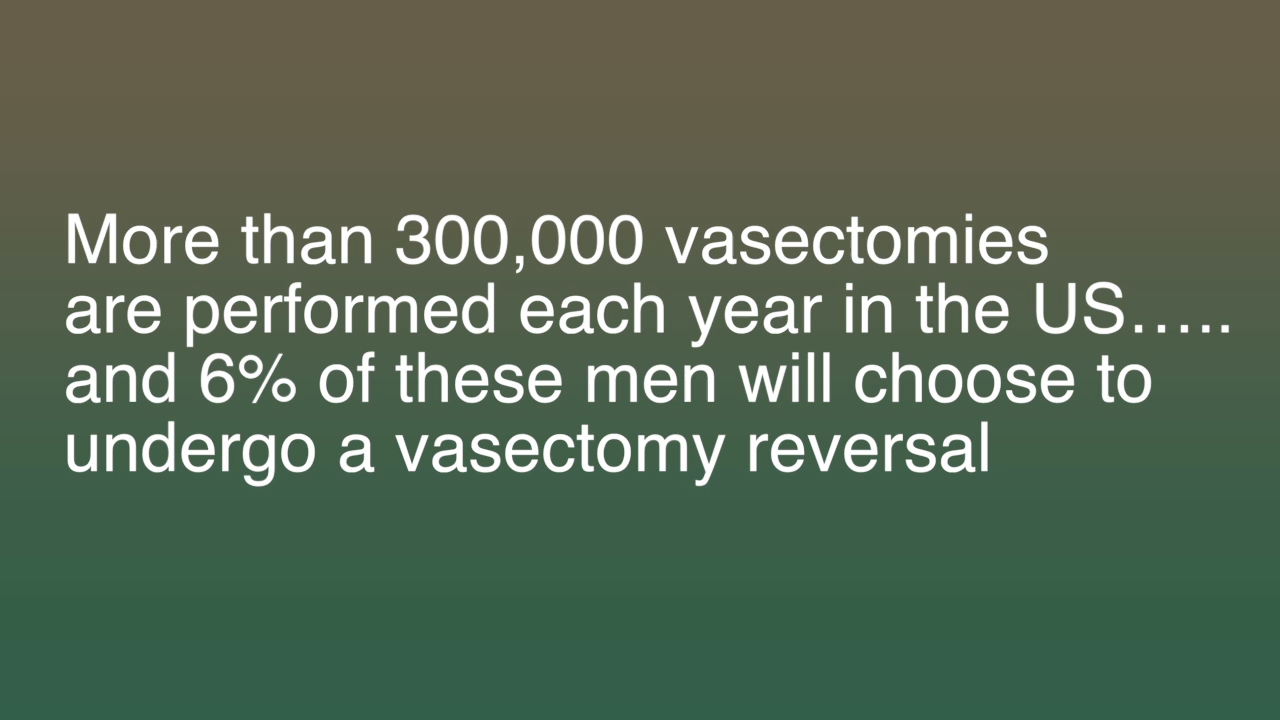 More than 300,000 vasectomies
are performed each year in the US…..
and 6% of these men will choose to
undergo a vasectomy reversal